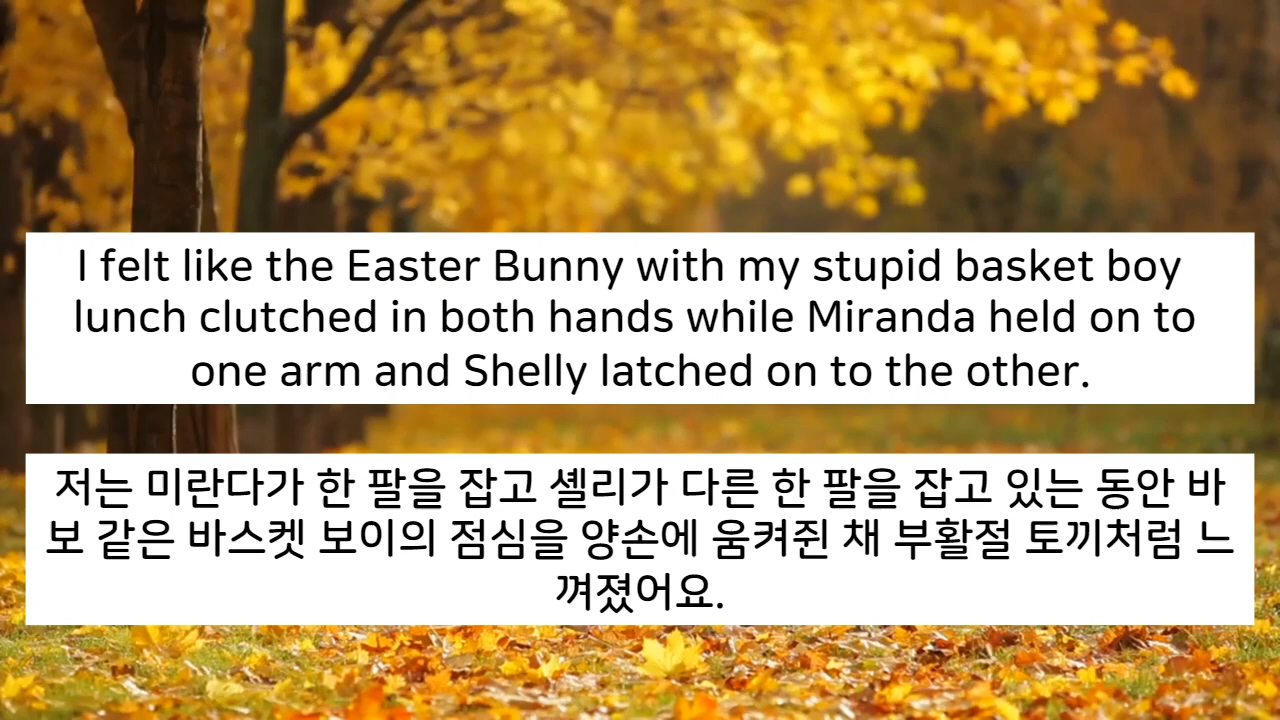 I felt like the Easter Bunny with my stupid basket boy
lunch clutched in both hands while Miranda held on to
one arm and Shelly latched on to the other.
저는 미란다가 한 팔을 잡고 셸리가 다른 한 팔을 잡고 있는 동안 바
보 같은 바스켓 보이의 점심을 양손에 움켜쥔 채 부활절 토끼처럼 느
껴졌어요.